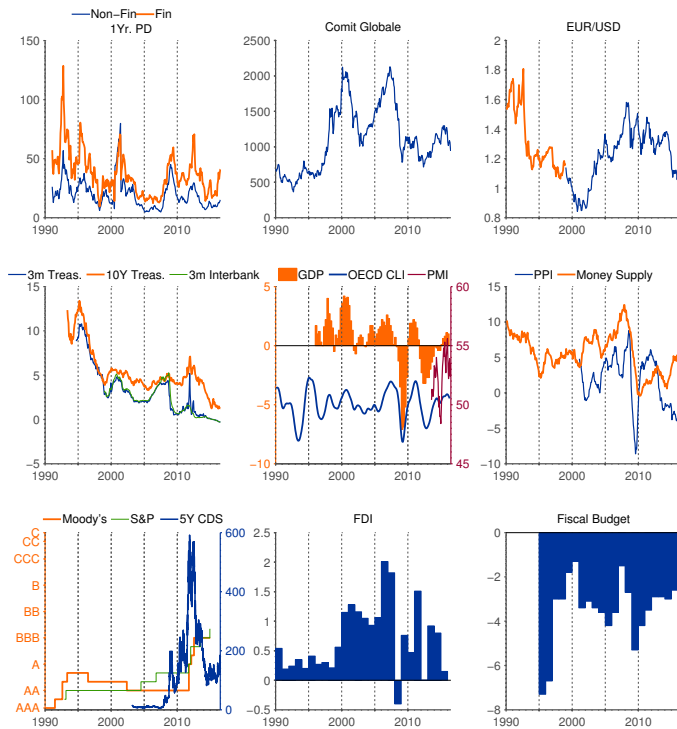 Non-Fin Fin
1Yr. PD
150
100
50
0
1990 2000 2010
Comit Globale
2500
2000
1500
1000
500
0
1990 2000 2010
EUR/USD
2
1.8
1.6
1.4
1.2
1
0.8
1990 2000 2010
3m Treas. 10Y Treas. 3m Interbank
15
10
5
0
−5
1990 2000 2010
GDP OECD CLI PMI
5
0
−5
−10
60
55
50
45
1990 2000 2010
PPI Money Supply
15
10
5
0
−5
−10
1990 2000 2010
Moody's S&P 5Y CDS
C
CC
CCC
B
BB
BBB
A
AA
AAA
600
400
200
0
1990 2000 2010
FDI
2.5
2
1.5
1
0.5
0
−0.5
1990 2000 2010
Fiscal Budget
0
−2
−4
−6
−8
1990 2000 2010